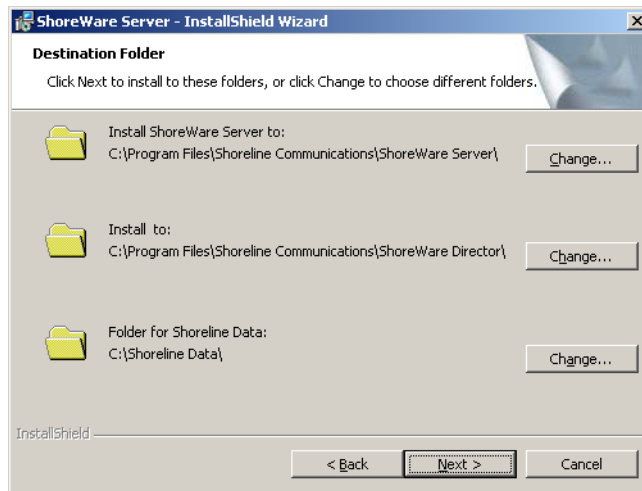 ShoreWare Server - InstallShield Wizard
Destination Folder
Click Next to install to these folders, or click Change to choose different folders.
Install ShoreWare Server to:
C:\Program Files\Shoreline Communications\ShoreWare Server\
Change...
Install  to:
C:\Program Files\Shoreline Communications\ShoreWare Director\
Change...
Folder for Shoreline Data:
C:\Shoreline Data\
Change...
InstallShield
< Back
Next >
Cancel